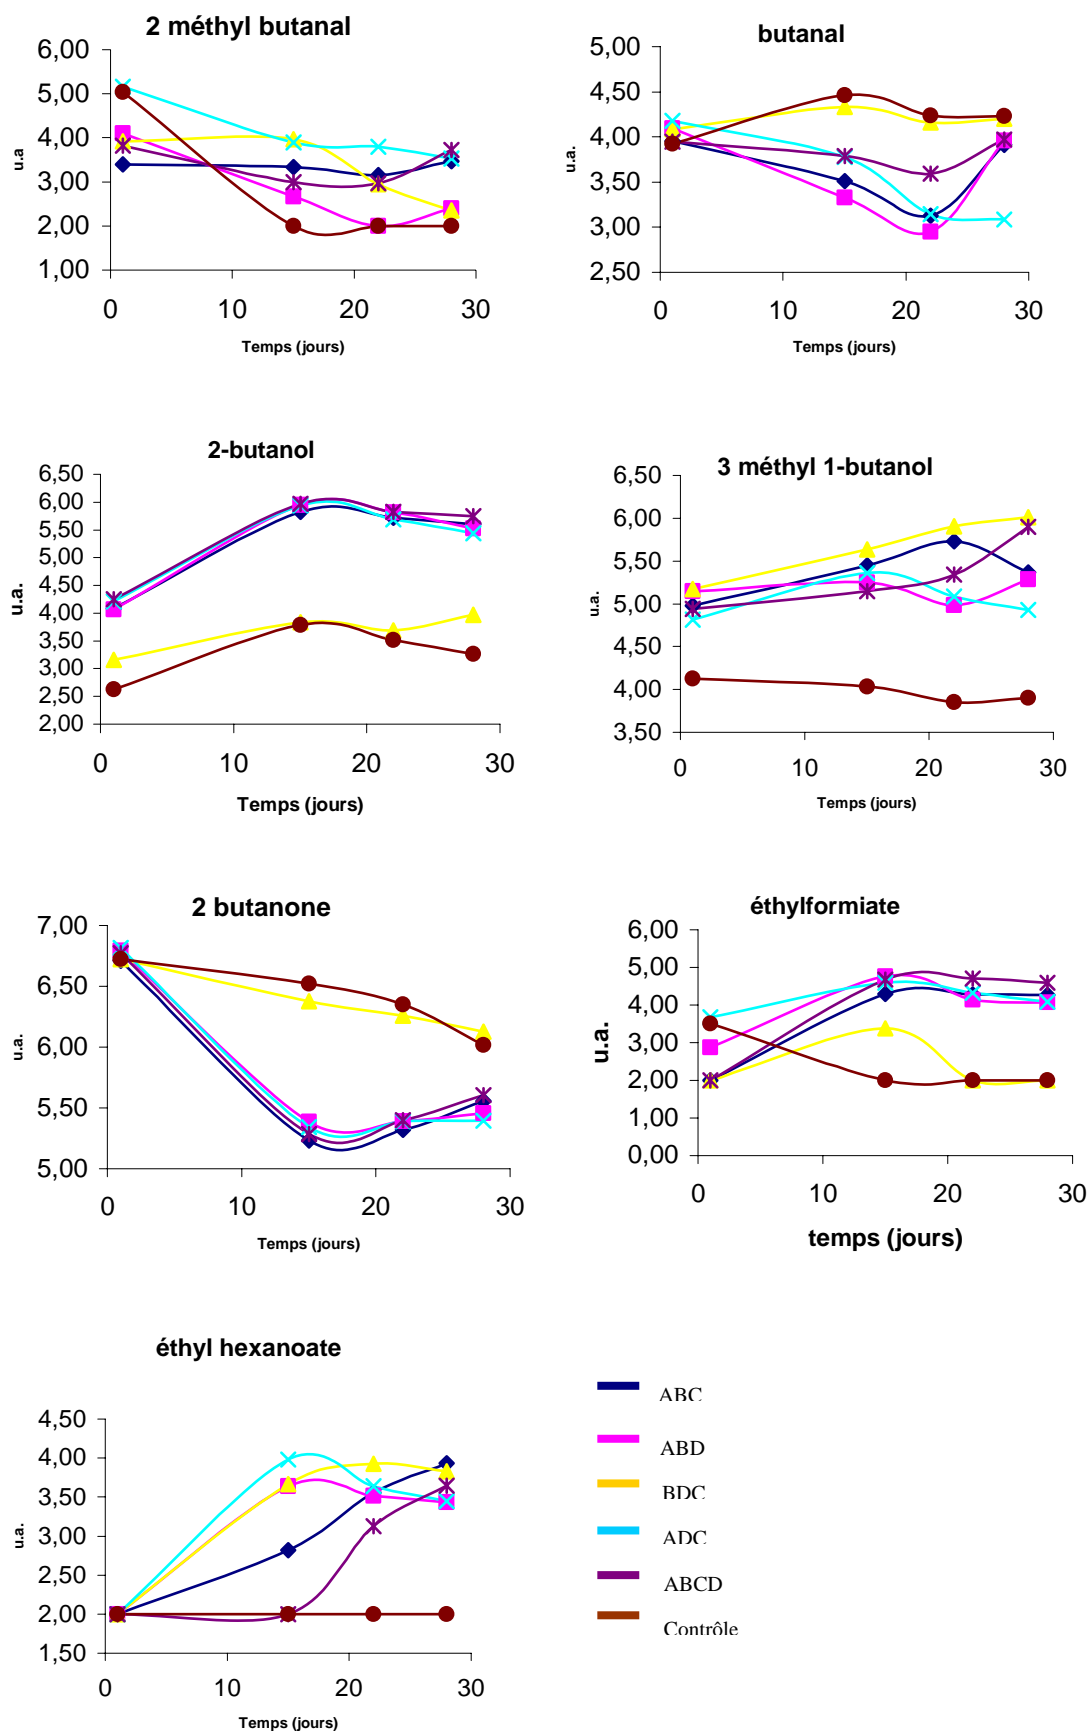 2 méthyl butanal
6,00
5,00
4,00
3,00
2,00
1,00
u.a
0 10 20 30
Temps (jours)
butanal
5,00
4,50
4,00
3,50
3,00
2,50
u.a.
0 10 20 30
Temps (jours)
2-butanol
6,50
6,00
5,50
5,00
4,50
4,00
3,50
3,00
2,50
2,00
u.a.
0 10 20 30
Temps (jours)
3 méthyl 1-butanol
6,50
6,00
5,50
5,00
4,50
4,00
3,50
u.a.
0 10 20 30
Temps (jours)
2 butanone
7,00
6,50
6,00
5,50
5,00
u.a.
0 10 20 30
Temps (jours)
éthylformiate
6,00
5,00
4,00
3,00
2,00
1,00
0,00
u.a.
0 10 20 30
temps (jours)
éthyl hexanoate
4,50
4,00
3,50
3,00
2,50
2,00
1,50
u.a.
0 10 20 30
Temps (jours)
ABC
ABD
BDC
ADC
ABCD
Contrôle